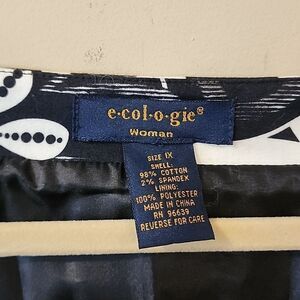 e·col·o·gie®
Woman
SIZE 1X
SHELL:
98% COTTON
2% SPANDEX
LINING:
100% POLYESTER
MADE IN CHINA
RN 96639
REVERSE FOR CARE